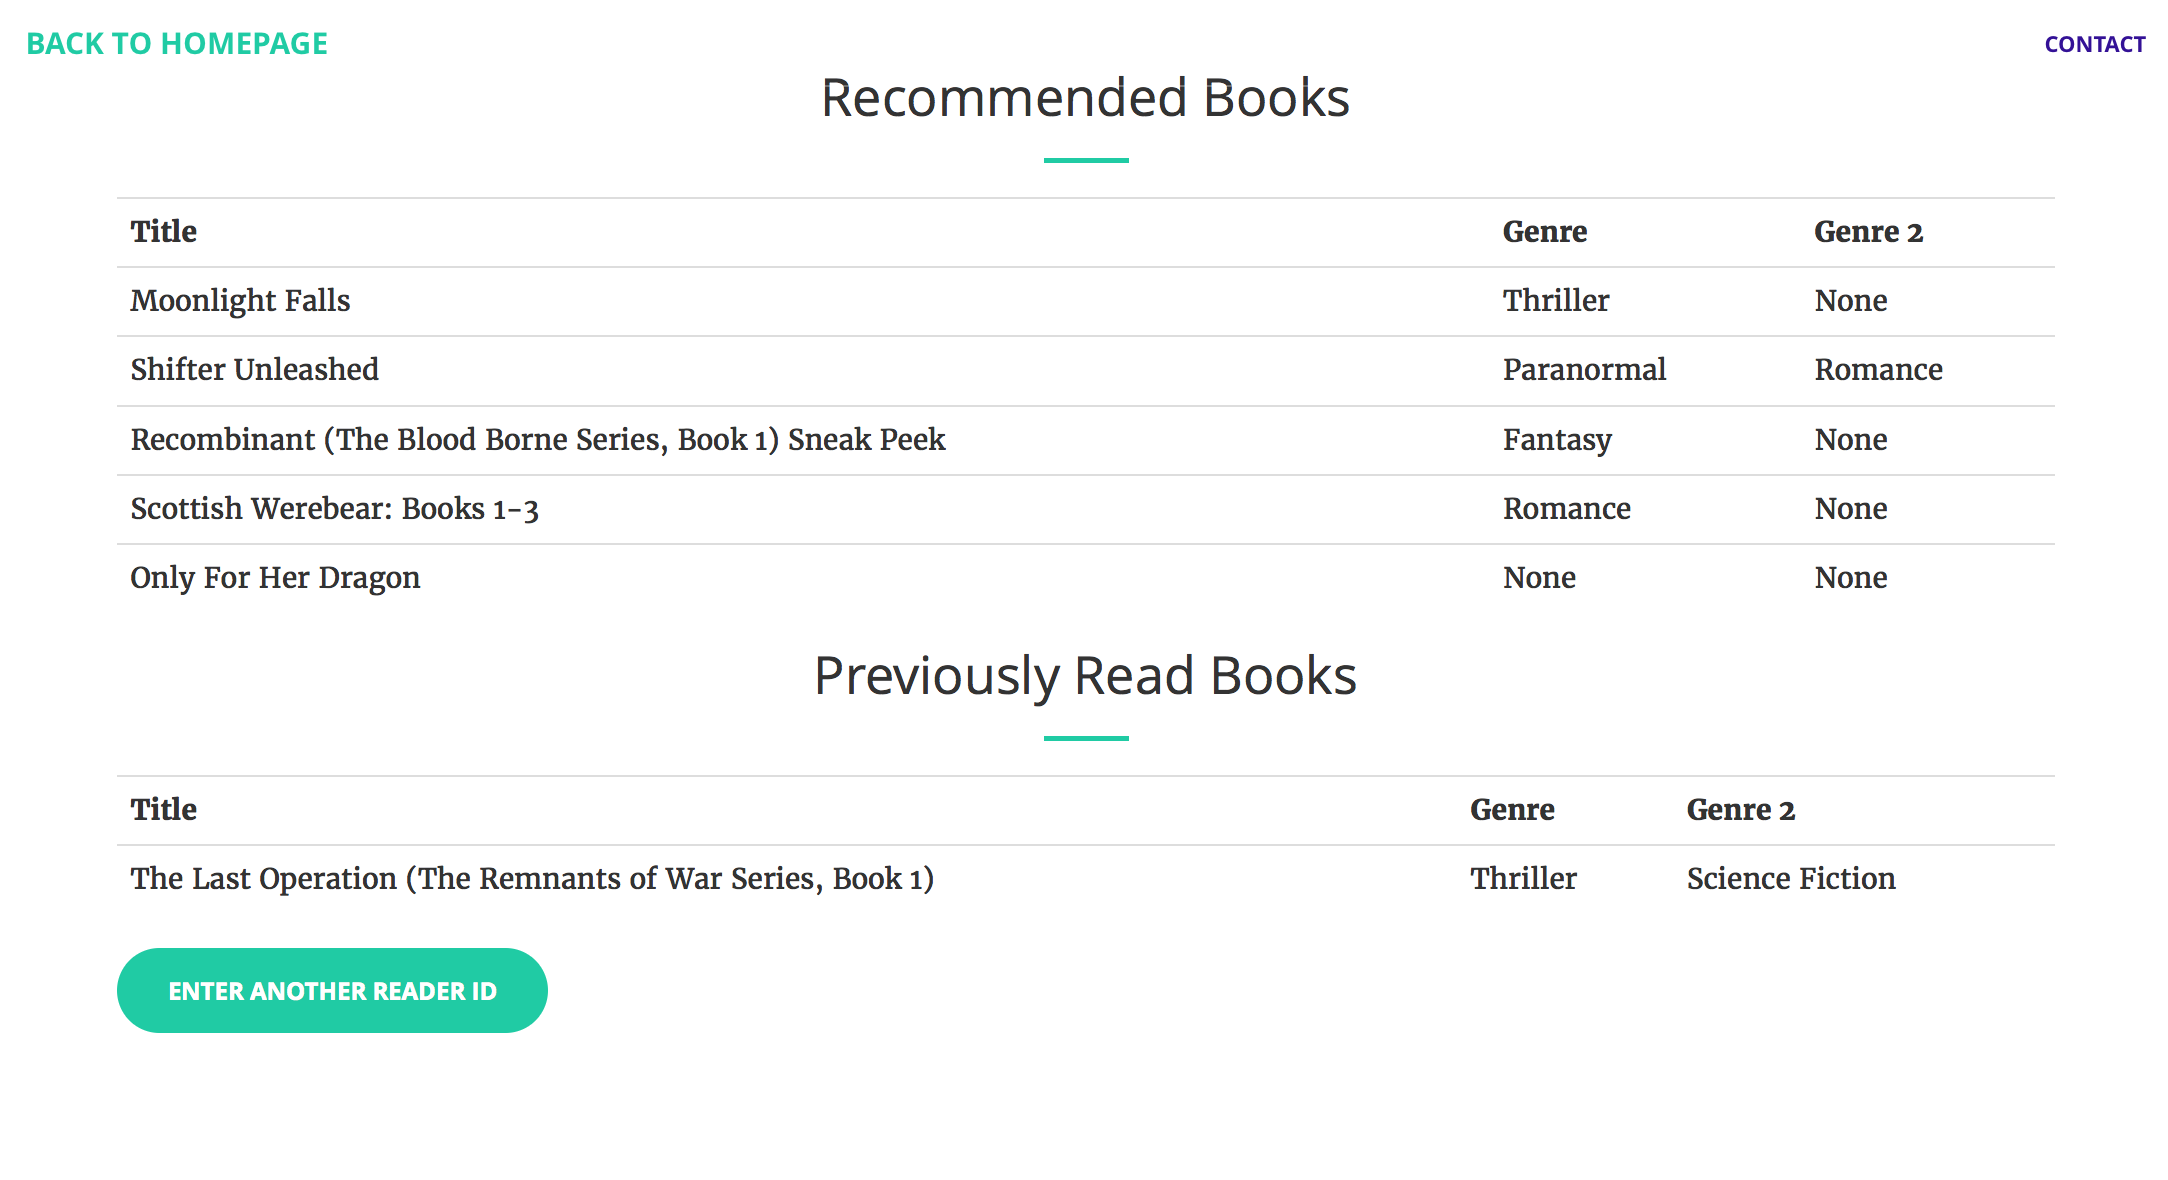 BACK TO HOMEPAGE CONTACT
Recommended Books
Title Genre Genre 2
Moonlight Falls Thriller None
Shifter Unleashed Paranormal Romance
Recombinant (The Blood Borne Series, Book 1) Sneak Peek Fantasy None
Scottish Werebear: Books 1-3 Romance None
Only For Her Dragon None None
Previously Read Books
Title Genre Genre 2
The Last Operation (The Remnants of War Series, Book 1) Thriller Science Fiction
ENTER ANOTHER READER ID